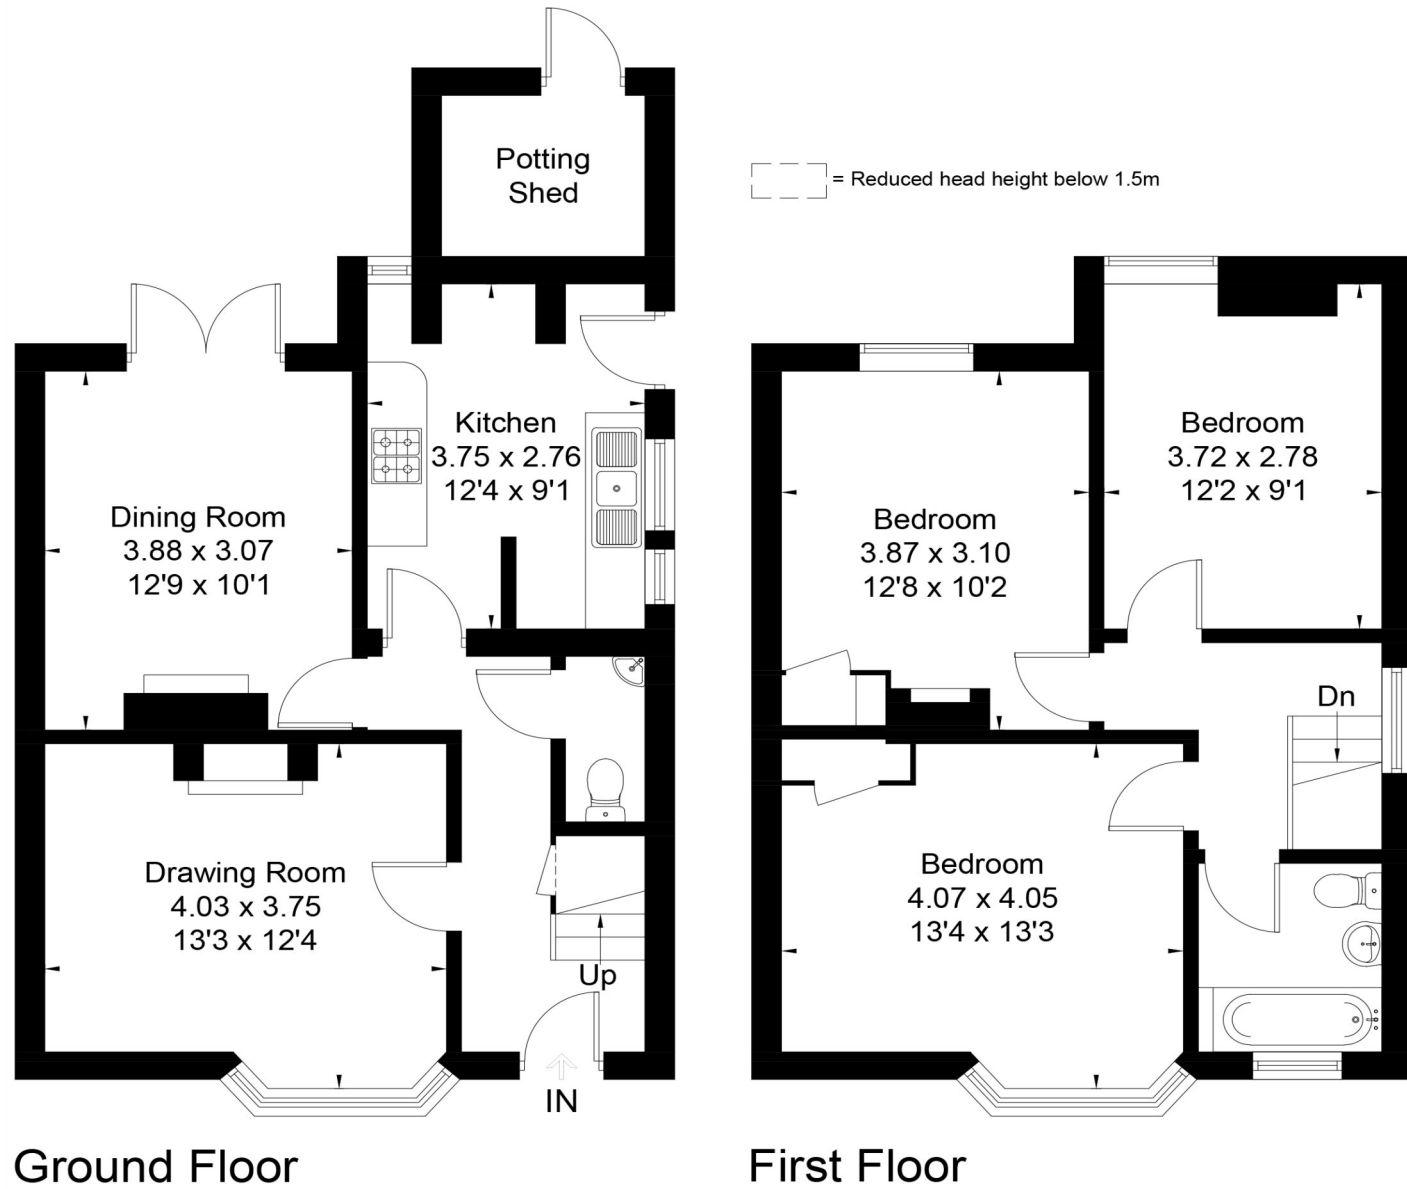 Potting
Shed
= Reduced head height below 1.5m
Kitchen
3.75 x 2.76
12'4 x 9'1
Dining Room
3.88 x 3.07
12'9 x 10'1
Drawing Room
4.03 x 3.75
13'3 x 12'4
Up
IN
Ground Floor
Bedroom
3.72 x 2.78
12'2 x 9'1
Bedroom
3.87 x 3.10
12'8 x 10'2
Dn
Bedroom
4.07 x 4.05
13'4 x 13'3
First Floor